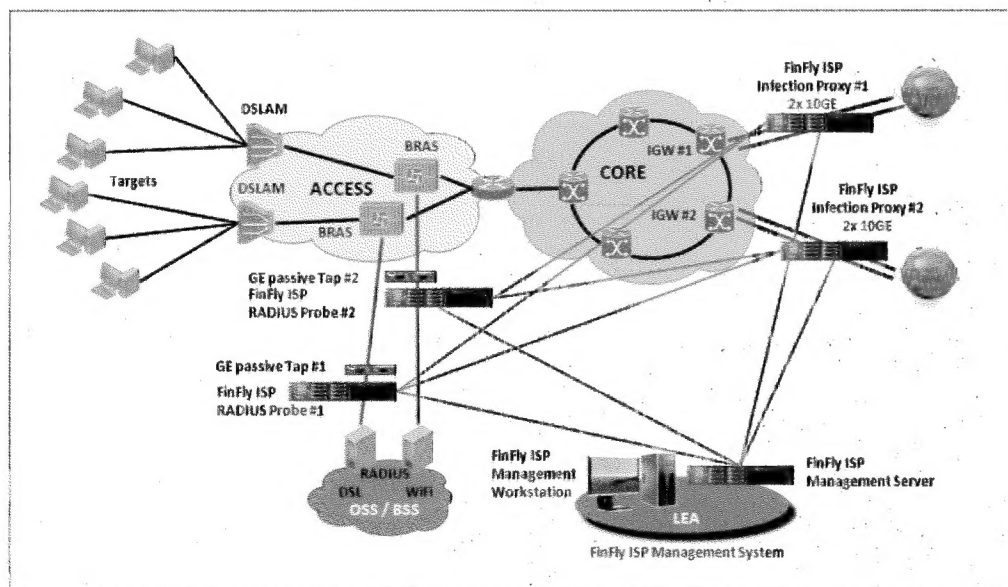 FinFly ISP
Infection Proxy #1
2x 10GE
DSLAM
BRAS
IGW #1
CORE
ACCESS
Targets
DSLAM
BRAS
IGW #2
FinFly ISP
Infection Proxy #2
2x 10GE
GE passive Tap #2
FinFly ISP
RADIUS Probe #2
GE passive Tap #1
FinFly ISP
RADIUS Probe #1
RADIUS
DSL WiFi
OSS / BSS
FinFly ISP
Management
Workstation
FinFly ISP
Management Server
LEA
FinFly ISP Management System